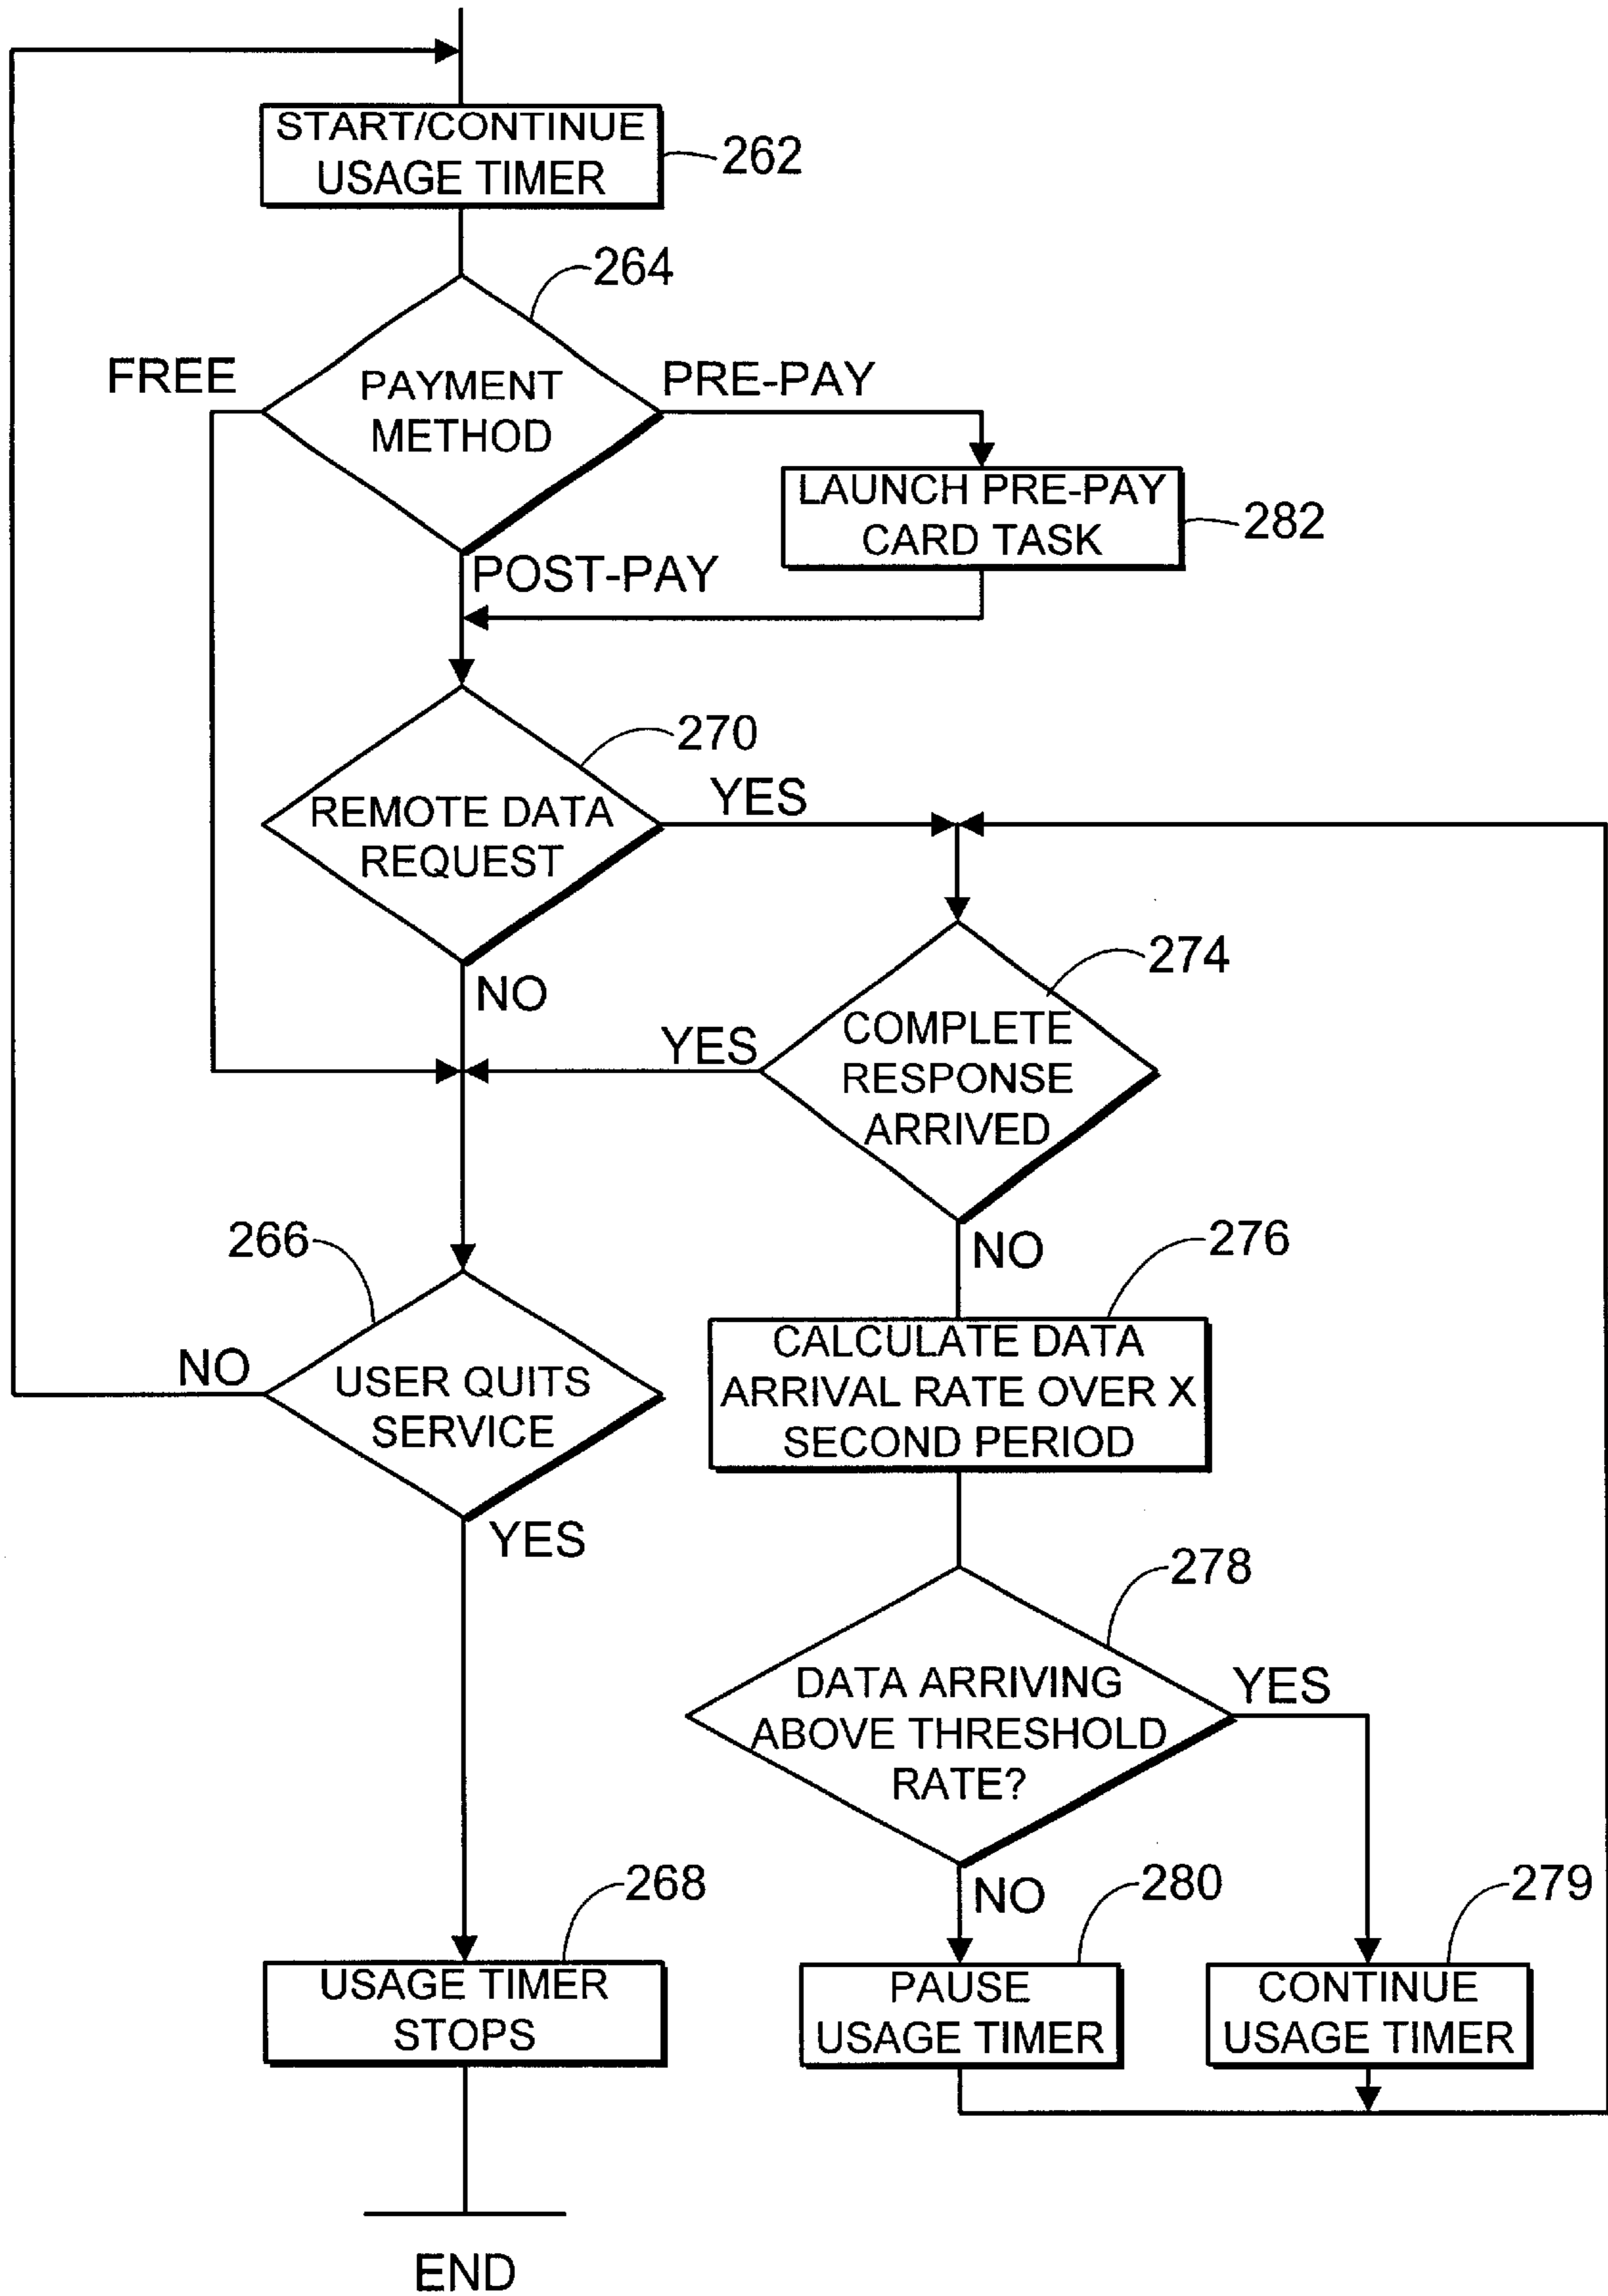 START/CONTINUE
USAGE TIMER
262
264
FREE
PAYMENT
METHOD
PRE-PAY
LAUNCH PRE-PAY
CARD TASK
282
POST-PAY
270
REMOTE DATA
REQUEST
YES
NO
274
COMPLETE
RESPONSE
ARRIVED
YES
NO
266
USER QUITS
SERVICE
NO
YES
276
CALCULATE DATA
ARRIVAL RATE OVER X
SECOND PERIOD
278
DATA ARRIVING
ABOVE THRESHOLD
RATE?
YES
NO
268
USAGE TIMER
STOPS
280
PAUSE
USAGE TIMER
279
CONTINUE
USAGE TIMER
END